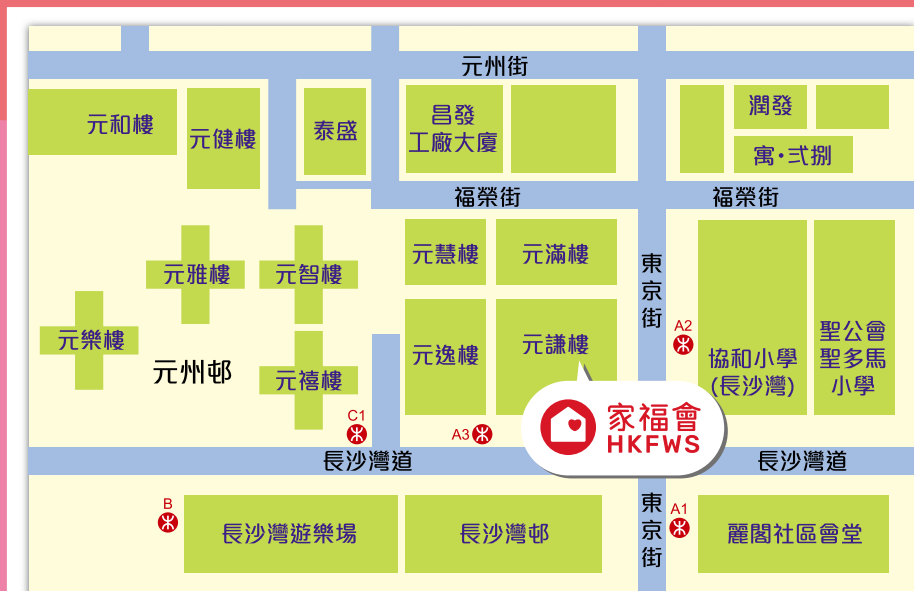 元州街
元和樓
元健樓
泰盛
昌發
工廠大廈
潤發
寓·弍捌
福榮街
福榮街
元雅樓
元智樓
元慧樓
元滿樓
東京街
元樂樓
元州邨
元禧樓
元逸樓
元謙樓
A2
協和小學
(長沙灣)
聖公會
聖多馬
小學
C1
A3
家福會
HKFWS
長沙灣道
長沙灣道
B
長沙灣遊樂場
長沙灣邨
東京街
A1
麗閣社區會堂